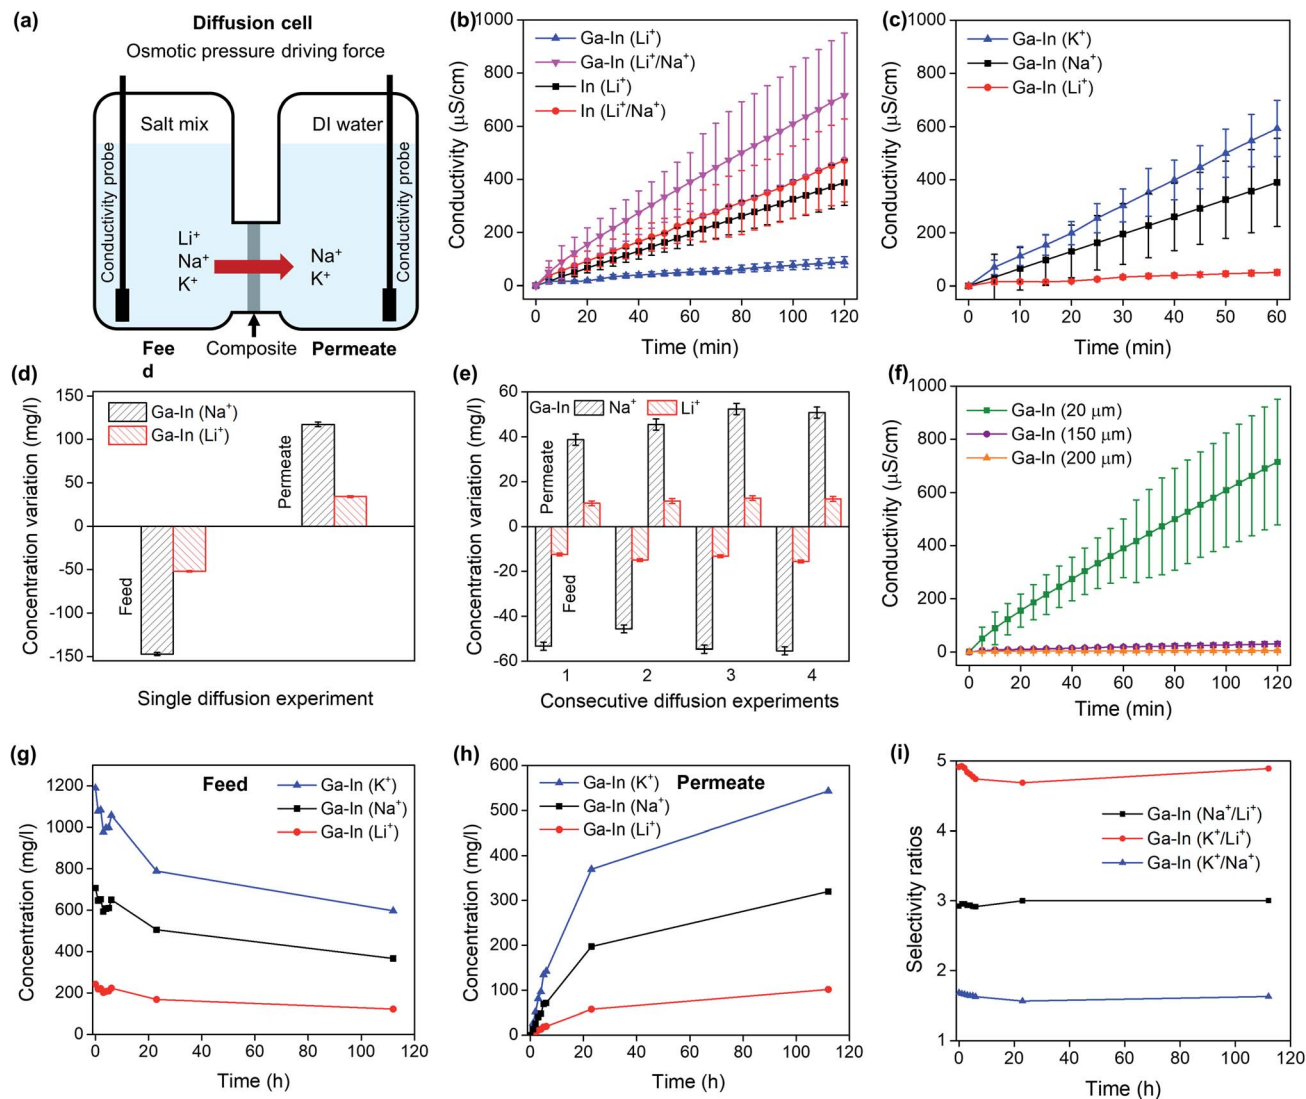 (a)
Diffusion cell
Osmotic pressure driving force
Salt mix
DI water
Conductivity probe
Conductivity probe
Li⁺
Na⁺
K⁺
Na⁺
K⁺
Fee
d
Composite
Permeate
(b)
Conductivity (µS/cm)
1000
800
600
400
200
0
Ga-In (Li⁺)
Ga-In (Li⁺/Na⁺)
In (Li⁺)
In (Li⁺/Na⁺)
0 20 40 60 80 100 120
Time (min)
(c)
Conductivity (µS/cm)
1000
800
600
400
200
0
Ga-In (K⁺)
Ga-In (Na⁺)
Ga-In (Li⁺)
0 10 20 30 40 50 60
Time (min)
(d)
Concentration variation (mg/l)
150
100
50
0
-50
-100
-150
Ga-In (Na⁺)
Ga-In (Li⁺)
Permeate
Feed
Single diffusion experiment
(e)
Concentration variation (mg/l)
60
40
20
0
-20
-40
-60
Ga-In Na⁺ Li⁺
Permeate
Feed
1 2 3 4
Consecutive diffusion experiments
(f)
Conductivity (µS/cm)
1000
800
600
400
200
0
Ga-In (20 µm)
Ga-In (150 µm)
Ga-In (200 µm)
0 20 40 60 80 100 120
Time (min)
(g)
Concentration (mg/l)
1200
1000
800
600
400
200
0
Feed
Ga-In (K⁺)
Ga-In (Na⁺)
Ga-In (Li⁺)
0 20 40 60 80 100 120
Time (h)
(h)
Concentration (mg/l)
600
500
400
300
200
100
0
Ga-In (K⁺)
Permeate
Ga-In (Na⁺)
Ga-In (Li⁺)
0 20 40 60 80 100 120
Time (h)
(i)
Selectivity ratios
5
4
3
2
1
Ga-In (Na⁺/Li⁺)
Ga-In (K⁺/Li⁺)
Ga-In (K⁺/Na⁺)
0 20 40 60 80 100 120
Time (h)